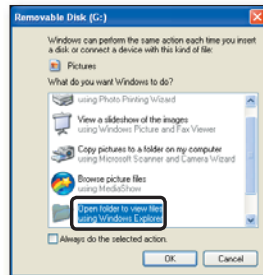 Removable Disk (G:)
Windows can perform the same action each time you insert
a disk or connect a device with this kind of file:
Pictures
What do you want Windows to do?
using Photo Printing Wizard
View a slideshow of the images
using Windows Picture and Fax Viewer
Copy pictures to a folder on my computer
using Microsoft Scanner and Camera Wizard
Browse picture files
using MediaShow
Open folder to view files
using Windows Explorer
Always do the selected action.
OK Cancel